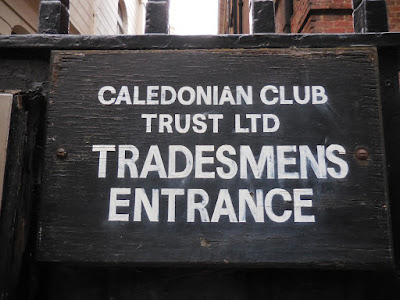 CALEDONIAN CLUB
TRUST LTD
TRADESMENS
ENTRANCE